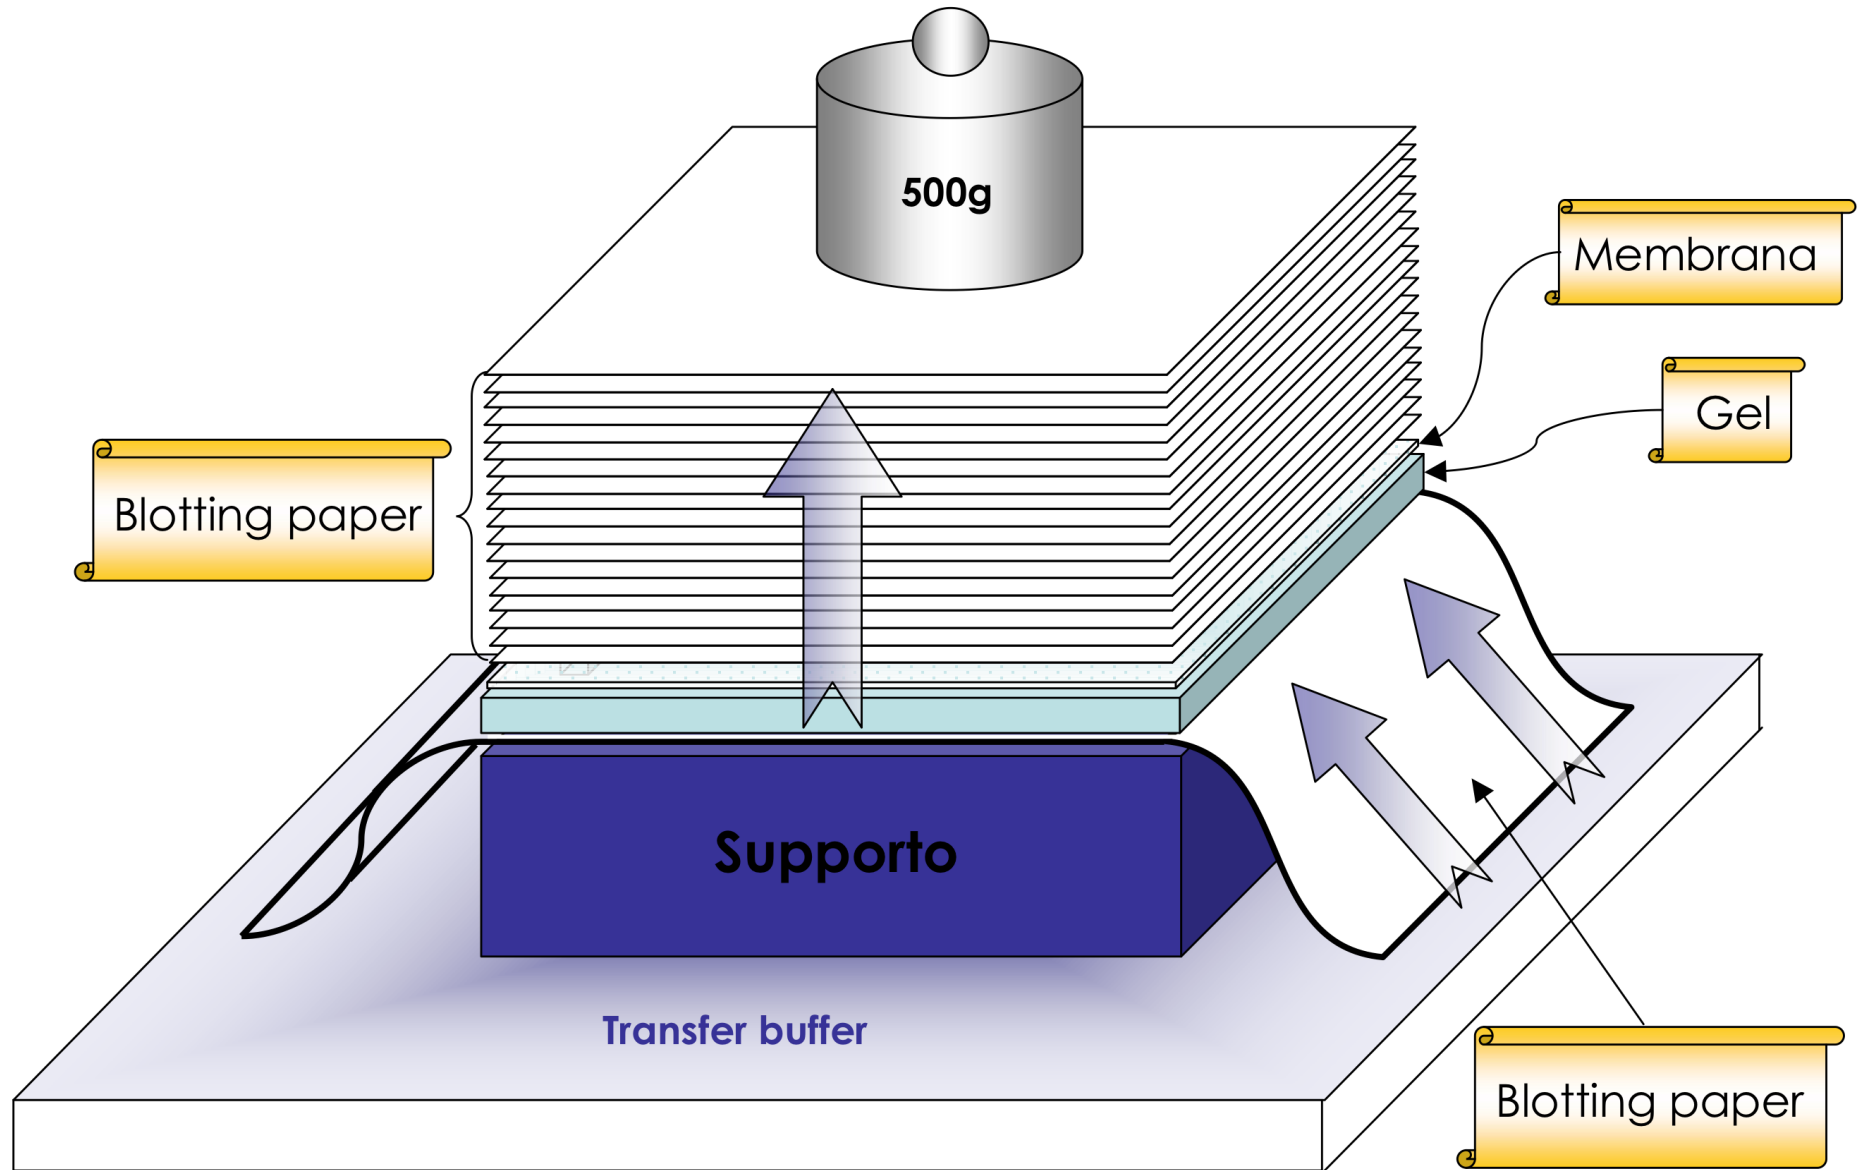 500g
Membrana
Gel
Blotting paper
Supporto
Transfer buffer
Blotting paper